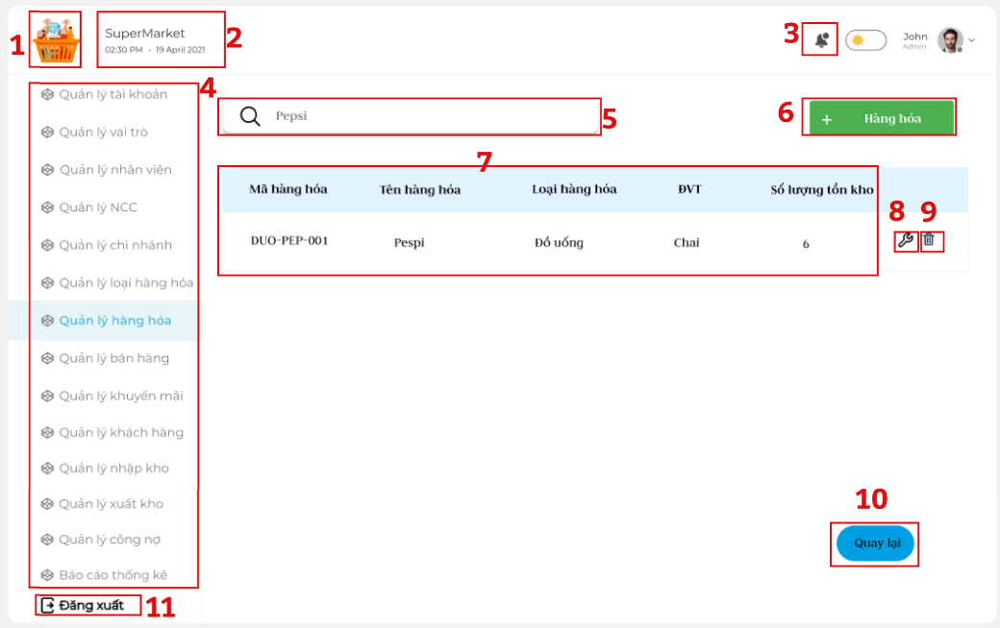 1
SuperMarket
02:30 PM - 19 April 2021
2
3
John
Admin
4
Quản lý tài khoản
Quản lý vai trò
Quản lý nhân viên
Quản lý NCC
Quản lý chi nhánh
Quản lý loại hàng hóa
Quản lý hàng hóa
Quản lý bán hàng
Quản lý khuyến mãi
Quản lý khách hàng
Quản lý nhập kho
Quản lý xuất kho
Quản lý công nợ
Báo cáo thống kê
Đăng xuất
11
Pepsi
5
6
+ Hàng hóa
7
Mã hàng hóa Tên hàng hóa Loại hàng hóa ĐVT Số lượng tồn kho
DUO-PEP-001 Pespi Đồ uống Chai 6
8
9
10
Quay lại